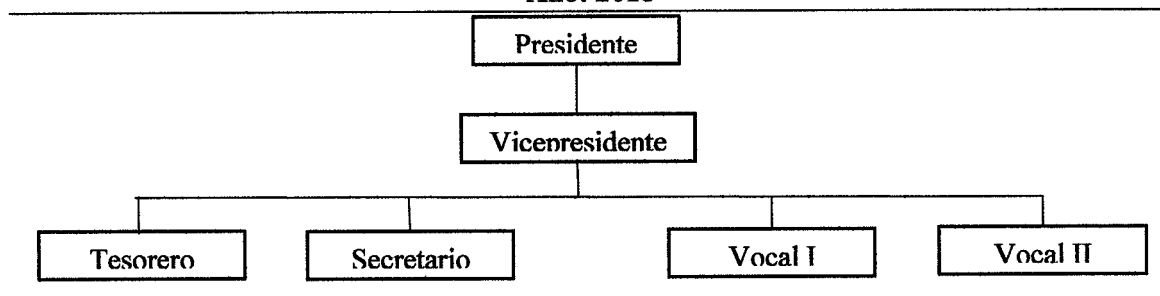 Presidente
Vicepresidente
Tesorero
Secretario
Vocal I
Vocal II